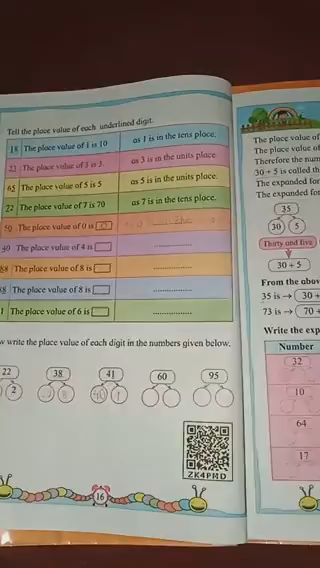 Tell the place value of each underlined digit.
18 The place value of 1 is 10 as 1 is in the tens place.
23 The place value of 3 is 3. as 3 is in the units place.
65 The place value of 5 is 5 as 5 is in the units place.
72 The place value of 7 is 70 as 7 is in the tens place.
50 The place value of 0 is 0
40 The place value of 4 is
88 The place value of 8 is
The place value of 8 is
The place value of 6 is
write the place value of each digit in the numbers given below.
22 38 41 60 95
2 8 40 1
ZK4PMD
16
The place value of
The place value of
Therefore the num
30 + 5 is called th
The expanded for
The expanded for
35
30 5
Thirty and five
30 + 5
From the abov
35 is → 30 +
73 is → 70 +
Write the exp
Number
32
10
64
17